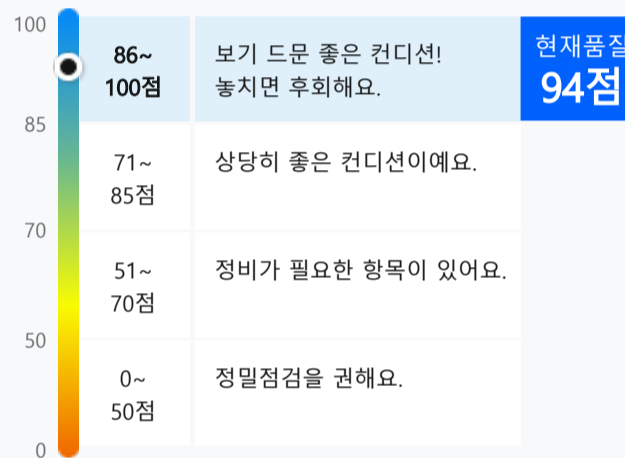 100
86~
100점
보기 드문 좋은 컨디션!
놓치면 후회해요.
현재품질
94점
85
71~
85점
상당히 좋은 컨디션이예요.
70
51~
70점
정비가 필요한 항목이 있어요.
50
0~
50점
정밀점검을 권해요.
0